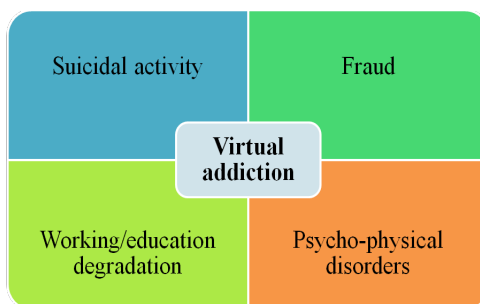 Suicidal activity
Fraud
Virtual
addiction
Working/education
degradation
Psycho-physical
disorders